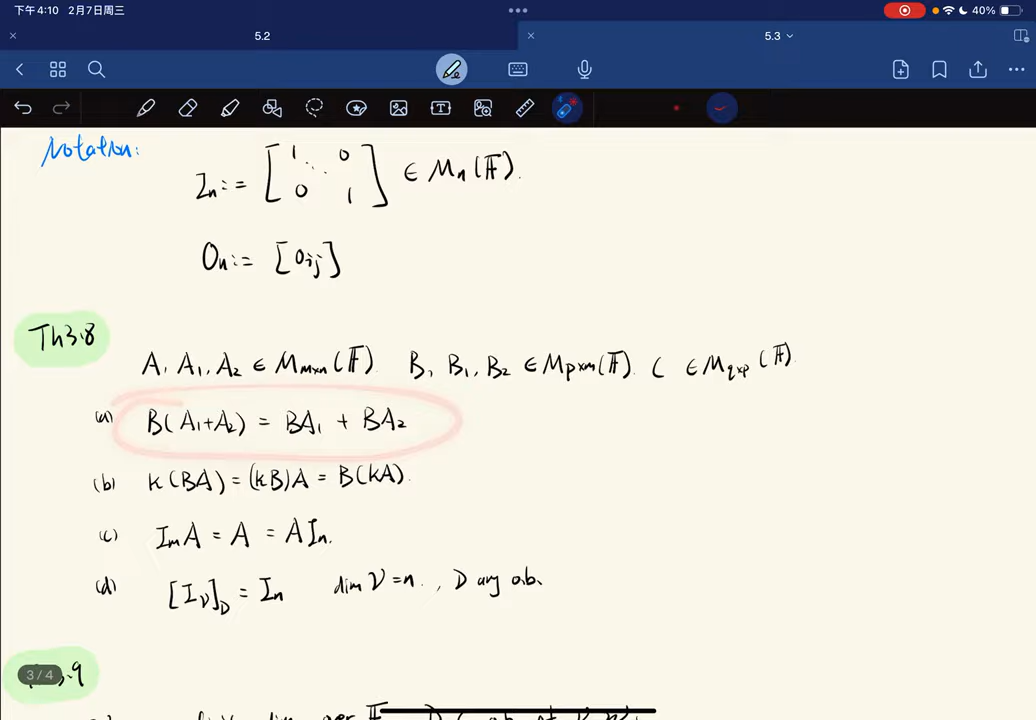 下午4:10 2月7日周三
40%
5.2
5.3
Notation:
In := [1 ⋱ 0 0 1] ∈ Mn(𝔽).
On := [0ij]
Th3.8
A, A1, A2 ∈ Mm×n(𝔽). B, B1, B2 ∈ Mp×m(𝔽). C ∈ Mq×p(𝔽).
(a) B(A1+A2) = BA1 + BA2
(b) k(BA) = (kB)A = B(kA).
(c) ImA = A = AIn.
(d) [IV]D = In dim V = n. , D any o.b.
3/4
.9